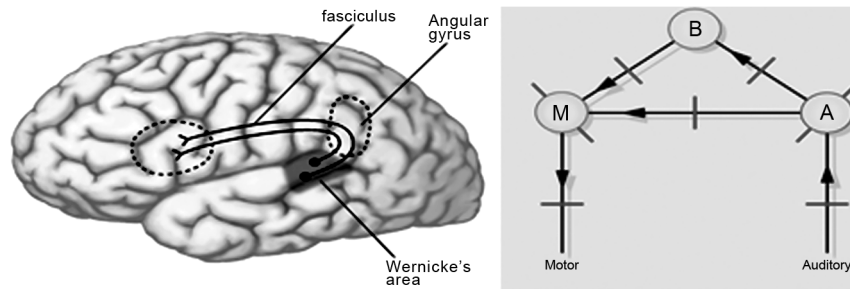 fasciculus
Angular
gyrus
Wernicke's
area
B
M
A
Motor
Auditory